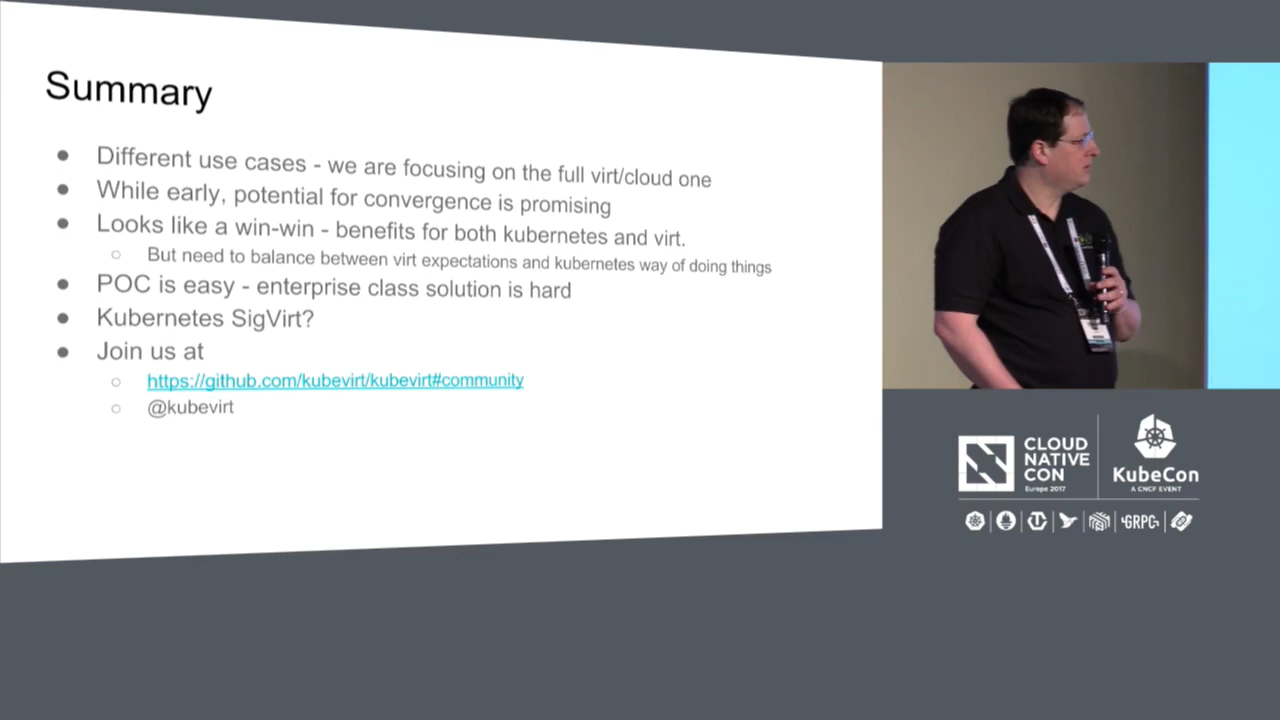 Summary
● Different use cases - we are focusing on the full virt/cloud one
● While early, potential for convergence is promising
● Looks like a win-win - benefits for both kubernetes and virt.
○ But need to balance between virt expectations and kubernetes way of doing things
● POC is easy - enterprise class solution is hard
● Kubernetes SigVirt?
● Join us at
○ https://github.com/kubevirt/kubevirt#community
○ @kubevirt
CLOUD
NATIVE
CON
Europe 2017
KubeCon
A CNCF EVENT
GRPC